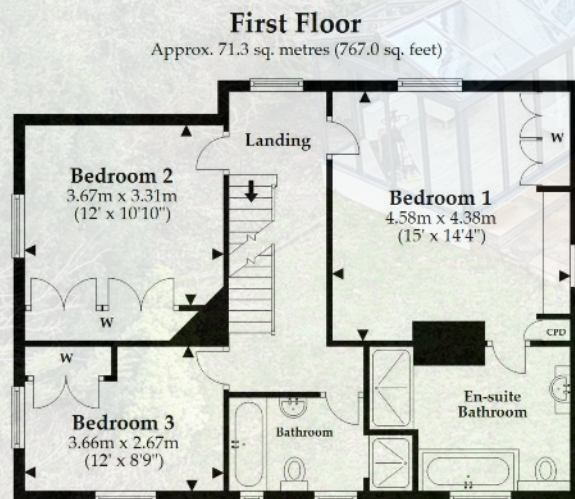 First Floor
Approx. 71.3 sq. metres (767.0 sq. feet)
Landing
W
Bedroom 2
3.67m x 3.31m
(12' x 10'10")
Bedroom 1
4.58m x 4.38m
(15' x 14'4")
W
CPD
W
En-suite
Bathroom
Bedroom 3
3.66m x 2.67m
(12' x 8'9")
Bathroom